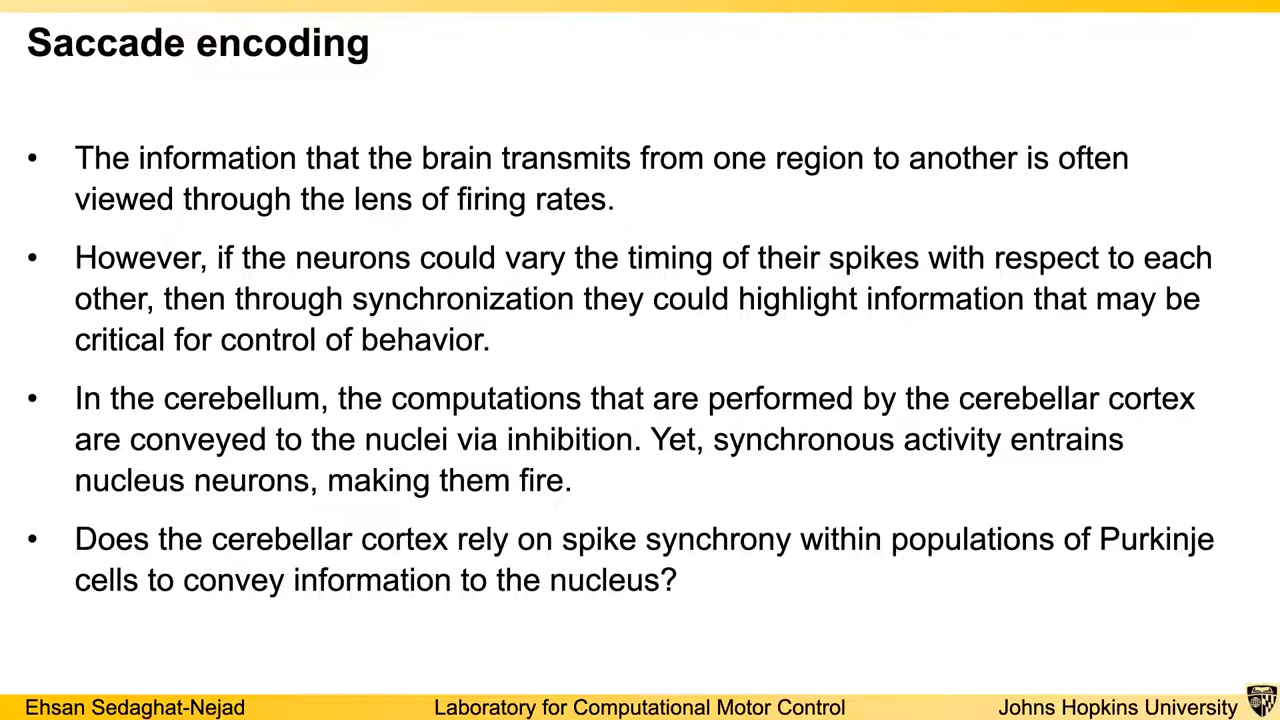 Saccade encoding
• The information that the brain transmits from one region to another is often
viewed through the lens of firing rates.
• However, if the neurons could vary the timing of their spikes with respect to each
other, then through synchronization they could highlight information that may be
critical for control of behavior.
• In the cerebellum, the computations that are performed by the cerebellar cortex
are conveyed to the nuclei via inhibition. Yet, synchronous activity entrains
nucleus neurons, making them fire.
• Does the cerebellar cortex rely on spike synchrony within populations of Purkinje
cells to convey information to the nucleus?
Ehsan Sedaghat-Nejad
Laboratory for Computational Motor Control
Johns Hopkins University